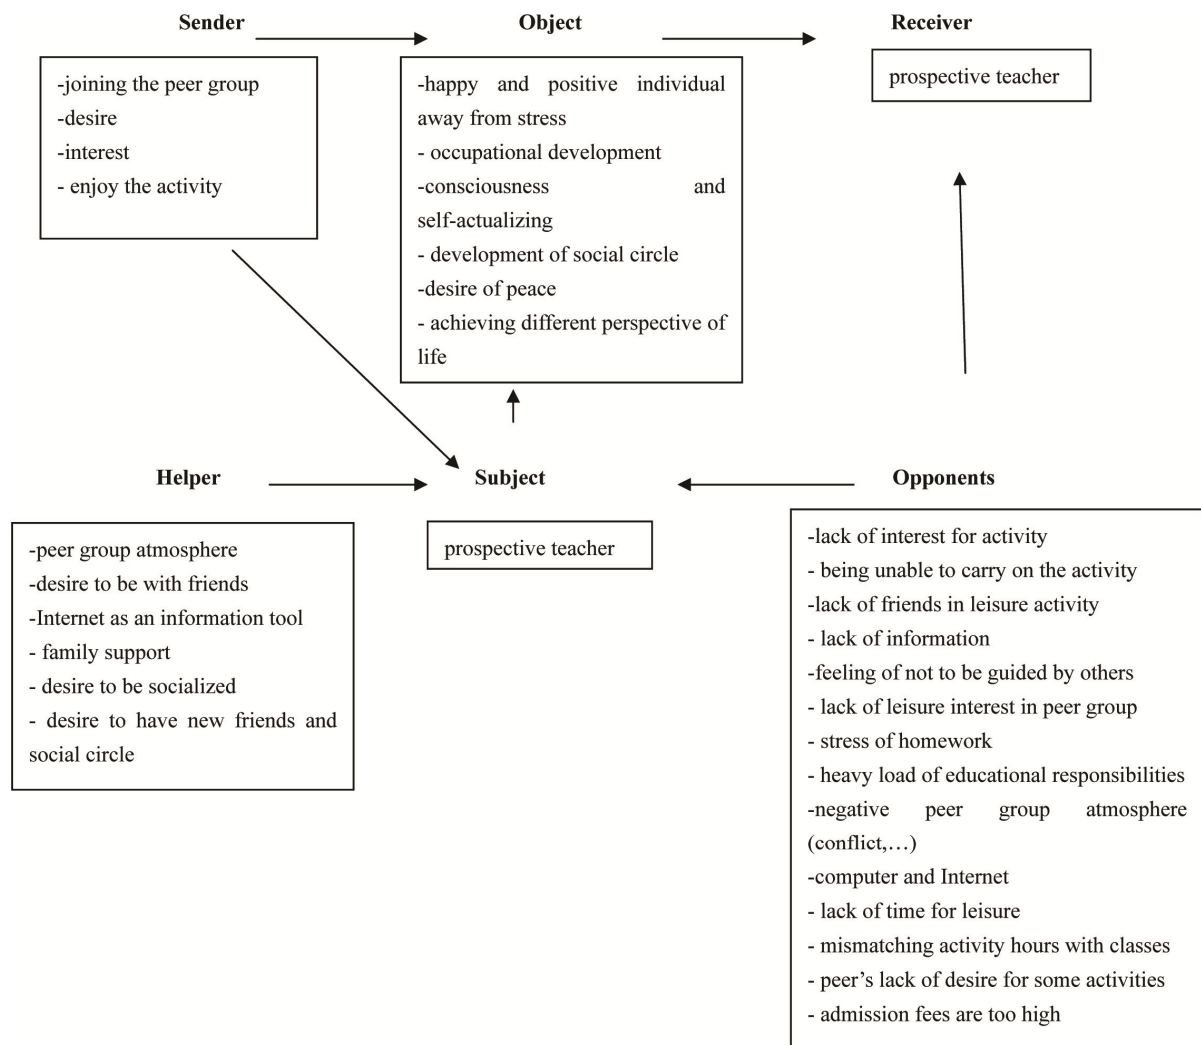 Sender
Object
Receiver
-joining the peer group
-desire
-interest
- enjoy the activity
-happy and positive individual
away from stress
- occupational development
-consciousness and
self-actualizing
- development of social circle
-desire of peace
- achieving different perspective of
life
prospective teacher
Helper
Subject
Opponents
-peer group atmosphere
-desire to be with friends
-Internet as an information tool
- family support
- desire to be socialized
- desire to have new friends and
social circle
prospective teacher
-lack of interest for activity
- being unable to carry on the activity
-lack of friends in leisure activity
- lack of information
-feeling of not to be guided by others
- lack of leisure interest in peer group
- stress of homework
- heavy load of educational responsibilities
-negative peer group atmosphere
(conflict,…)
-computer and Internet
- lack of time for leisure
- mismatching activity hours with classes
- peer’s lack of desire for some activities
- admission fees are too high